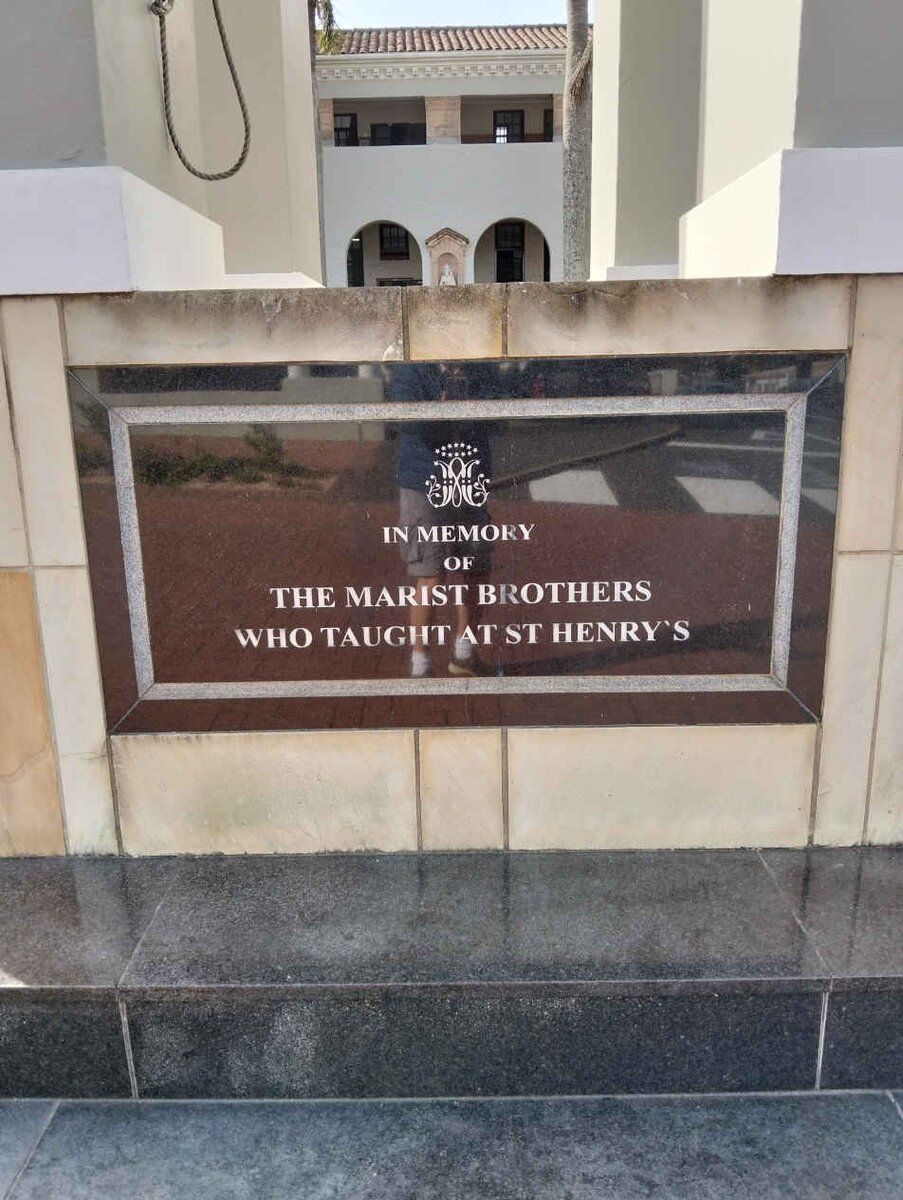 IN MEMORY
OF
THE MARIST BROTHERS
WHO TAUGHT AT ST HENRY`S